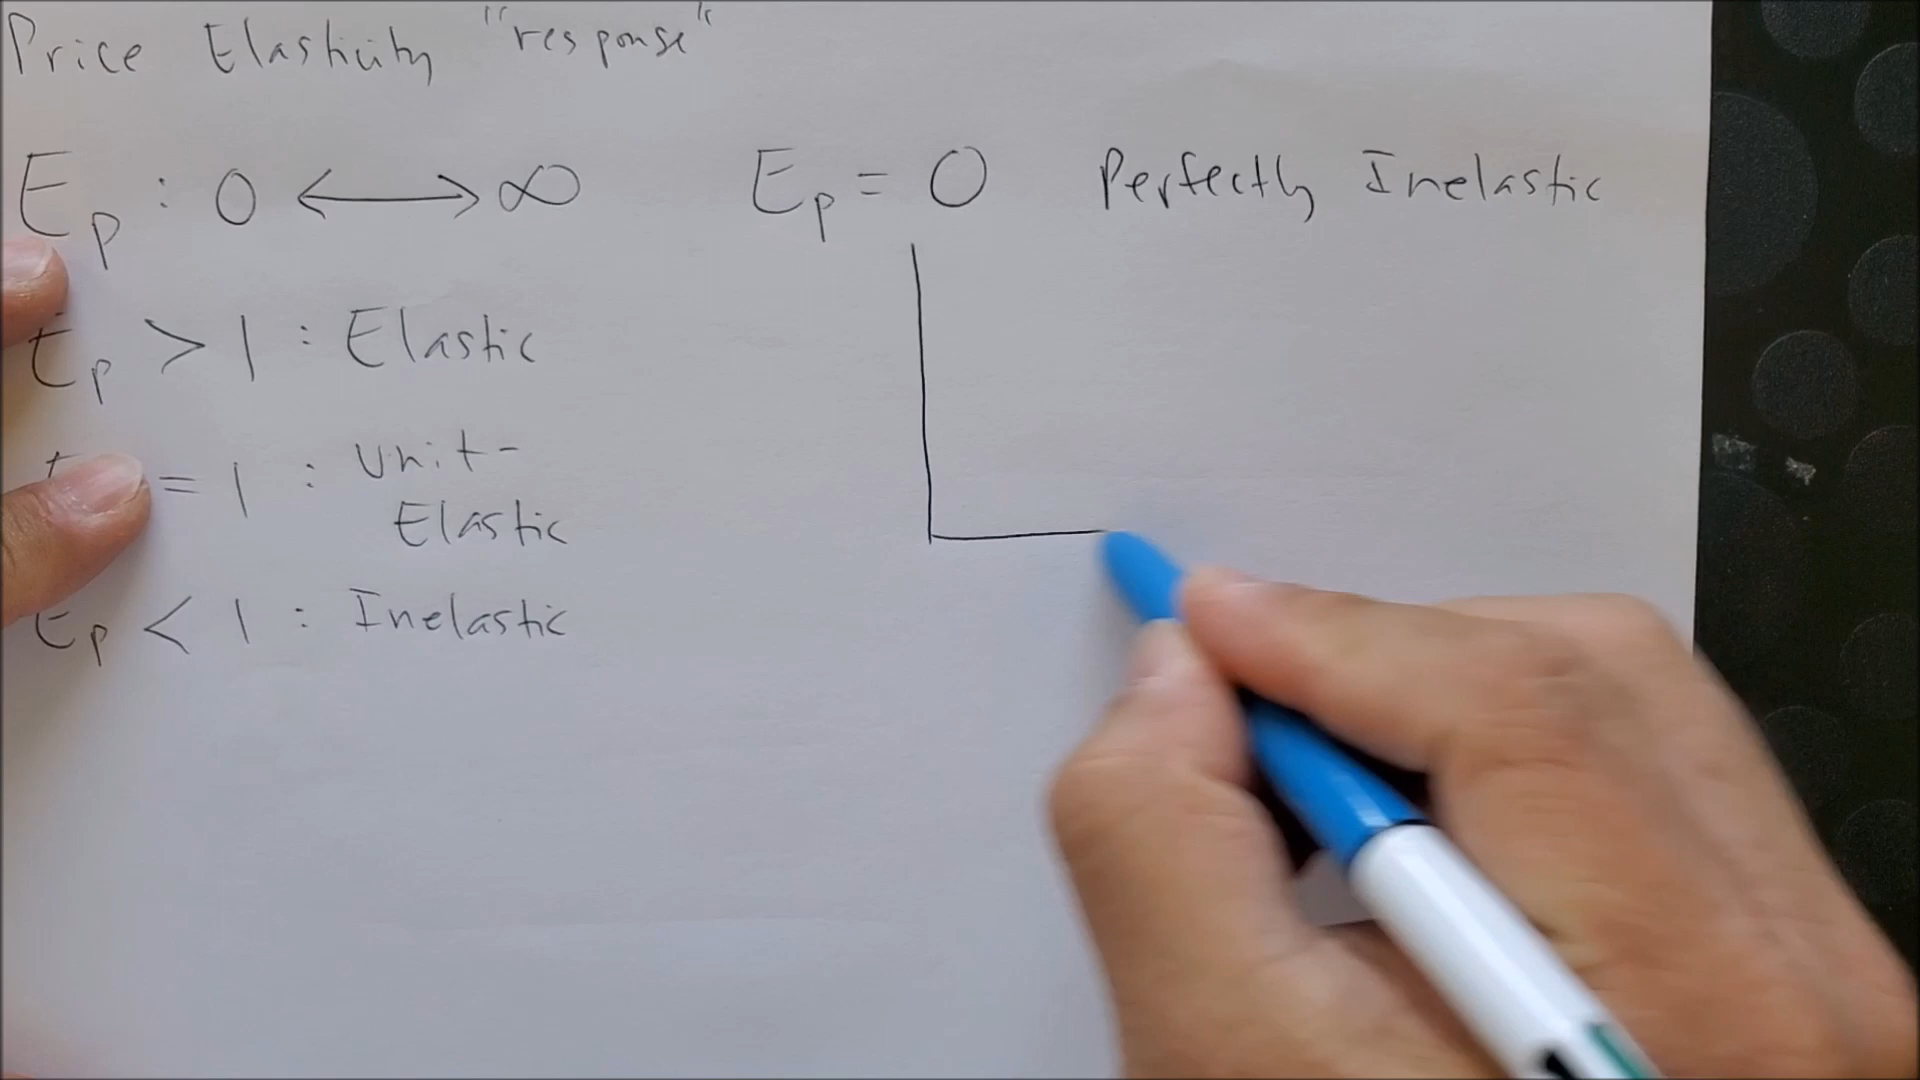 Price Elasticity "response"
Ep : 0 ↔ ∞
Ep > 1 : Elastic
= 1 : Unit-
Elastic
Ep < 1 : Inelastic
Ep = 0 Perfectly Inelastic